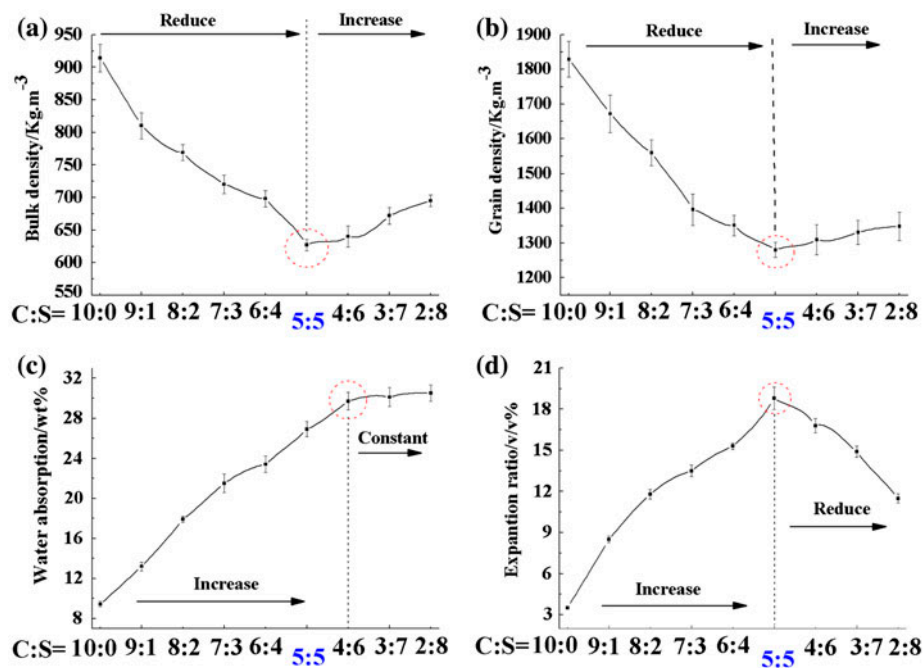 (a)
Reduce
Increase
Bulk density/Kg.m-3
950
900
850
800
750
700
650
600
550
C:S= 10:0 9:1 8:2 7:3 6:4 5:5 4:6 3:7 2:8
(b)
Reduce
Increase
Grain density/Kg.m-3
1900
1800
1700
1600
1500
1400
1300
1200
C:S= 10:0 9:1 8:2 7:3 6:4 5:5 4:6 3:7 2:8
(c)
Increase
Constant
Water absorption/wt%
32
28
24
20
16
12
8
C:S= 10:0 9:1 8:2 7:3 6:4 5:5 4:6 3:7 2:8
(d)
Increase
Reduce
Expantion ratio/v/v%
21
18
15
12
9
6
3
C:S= 10:0 9:1 8:2 7:3 6:4 5:5 4:6 3:7 2:8